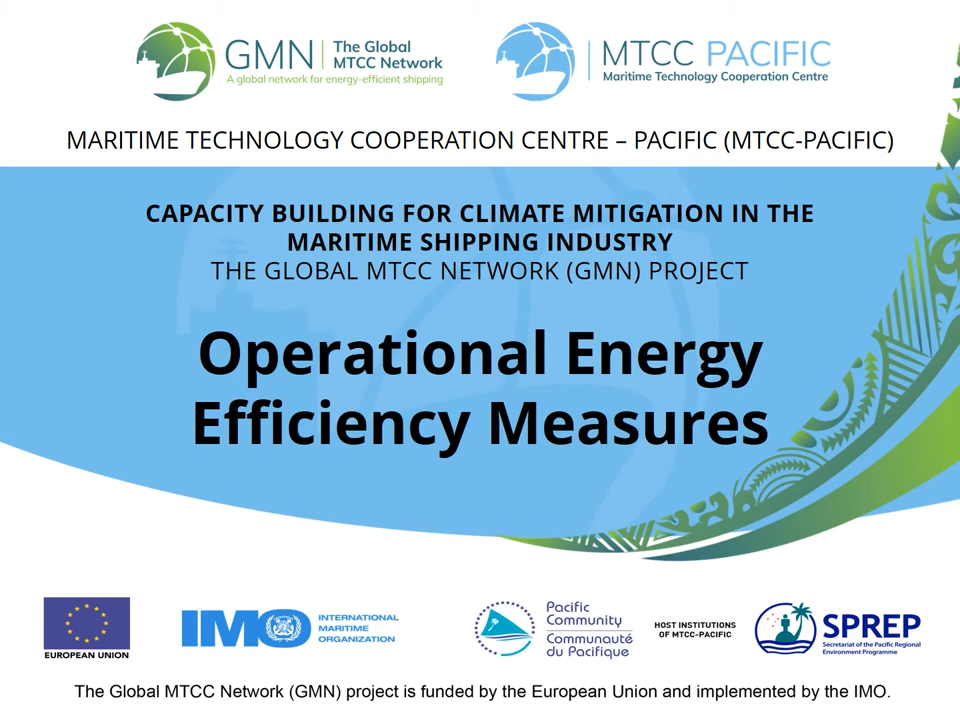 GMN
The Global
MTCC Network
A global network for energy-efficient shipping
MTCC PACIFIC
Maritime Technology Cooperation Centre
MARITIME TECHNOLOGY COOPERATION CENTRE – PACIFIC (MTCC-PACIFIC)
CAPACITY BUILDING FOR CLIMATE MITIGATION IN THE
MARITIME SHIPPING INDUSTRY
THE GLOBAL MTCC NETWORK (GMN) PROJECT
Operational Energy
Efficiency Measures
EUROPEAN UNION
IMO
INTERNATIONAL
MARITIME
ORGANIZATION
Pacific
Community
Communauté
du Pacifique
HOST INSTITUTIONS
OF MTCC-PACIFIC
SPREP
Secretariat of the Pacific Regional
Environment Programme
The Global MTCC Network (GMN) project is funded by the European Union and implemented by the IMO.